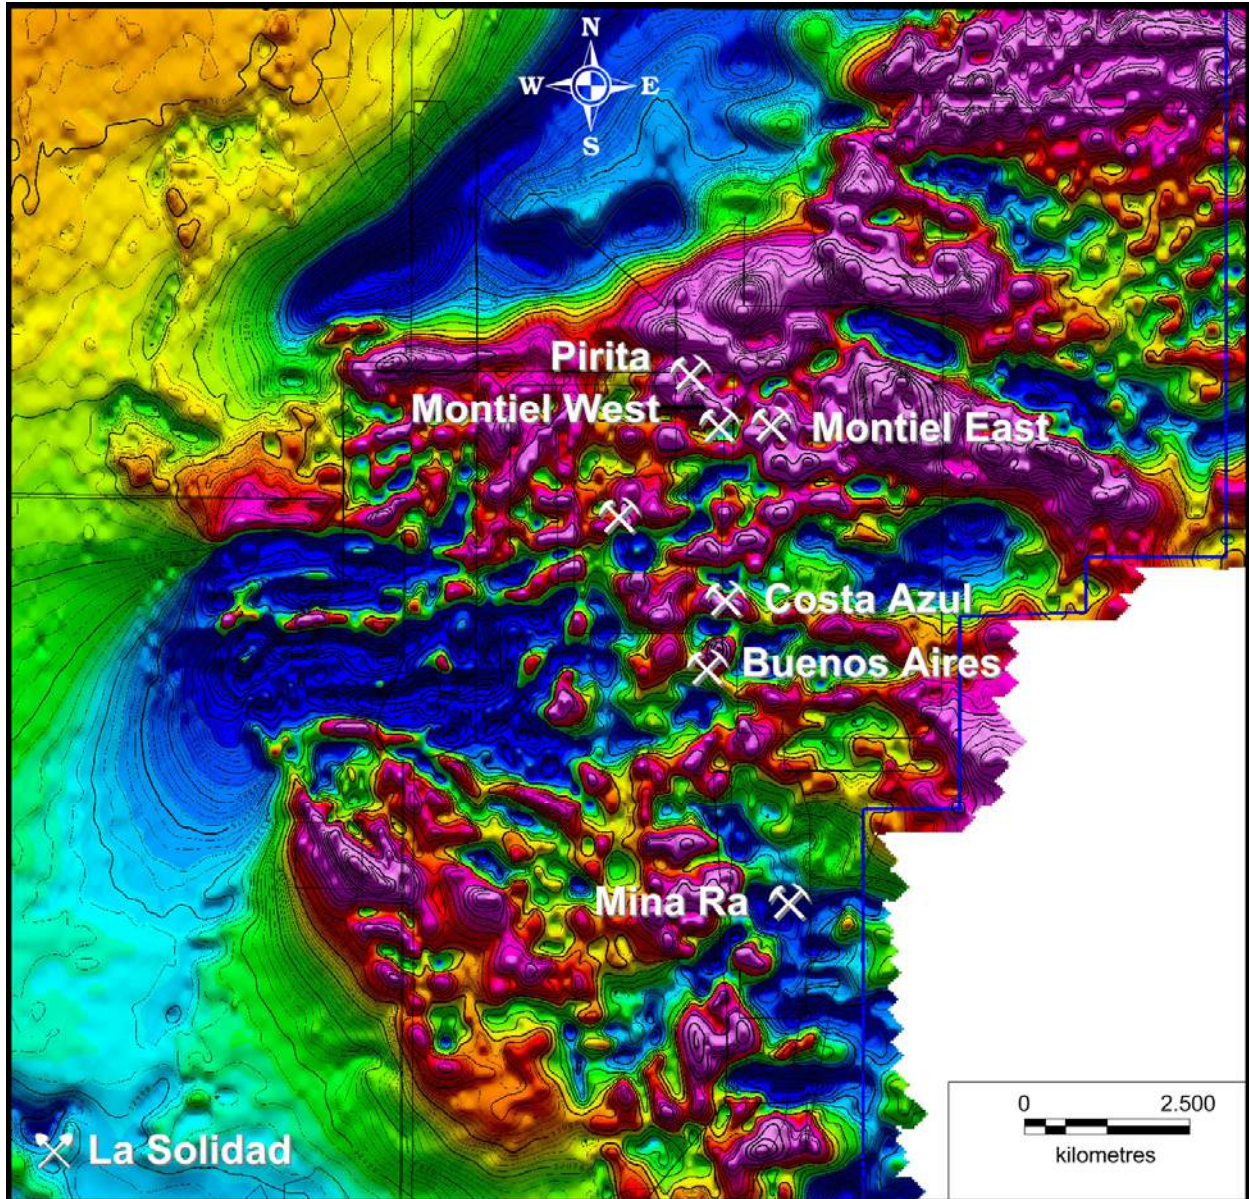 N
W E
S
Pirita
Montiel West
Montiel East
Costa Azul
Buenos Aires
Mina Ra
La Solidad
0 2.500
kilometres